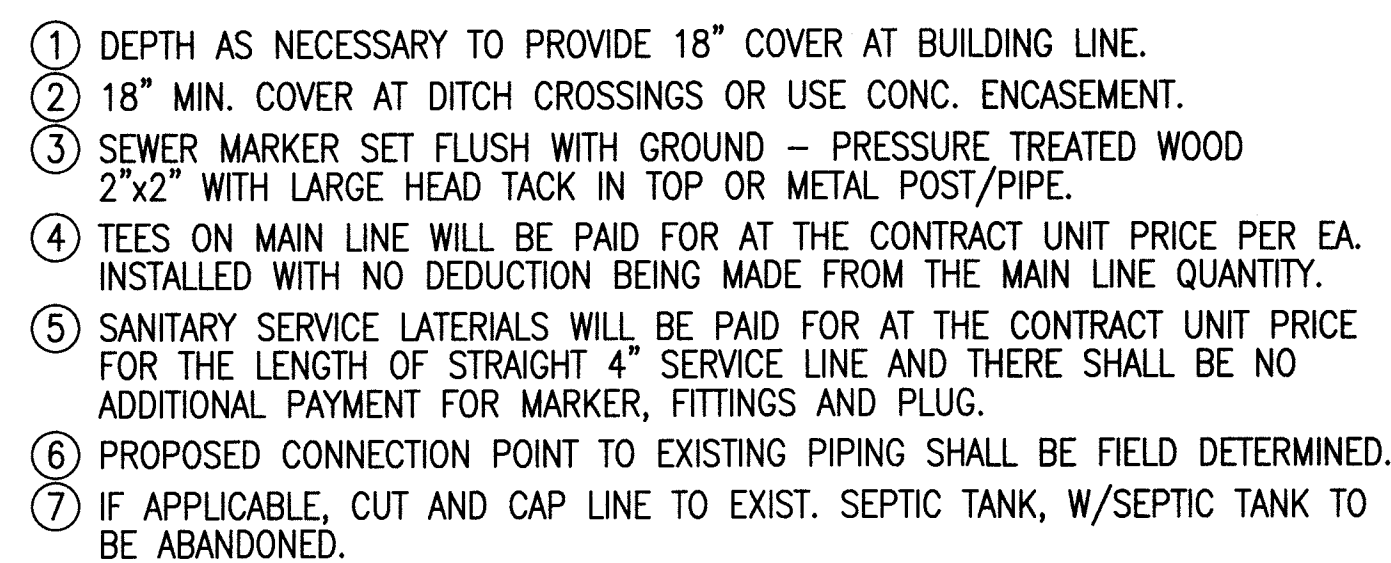 ① DEPTH AS NECESSARY TO PROVIDE 18" COVER AT BUILDING LINE.
② 18" MIN. COVER AT DITCH CROSSINGS OR USE CONC. ENCASEMENT.
③ SEWER MARKER SET FLUSH WITH GROUND – PRESSURE TREATED WOOD
2"x2" WITH LARGE HEAD TACK IN TOP OR METAL POST/PIPE.
④ TEES ON MAIN LINE WILL BE PAID FOR AT THE CONTRACT UNIT PRICE PER EA.
INSTALLED WITH NO DEDUCTION BEING MADE FROM THE MAIN LINE QUANTITY.
⑤ SANITARY SERVICE LATERIALS WILL BE PAID FOR AT THE CONTRACT UNIT PRICE
FOR THE LENGTH OF STRAIGHT 4" SERVICE LINE AND THERE SHALL BE NO
ADDITIONAL PAYMENT FOR MARKER, FITTINGS AND PLUG.
⑥ PROPOSED CONNECTION POINT TO EXISTING PIPING SHALL BE FIELD DETERMINED.
⑦ IF APPLICABLE, CUT AND CAP LINE TO EXIST. SEPTIC TANK, W/SEPTIC TANK TO
BE ABANDONED.